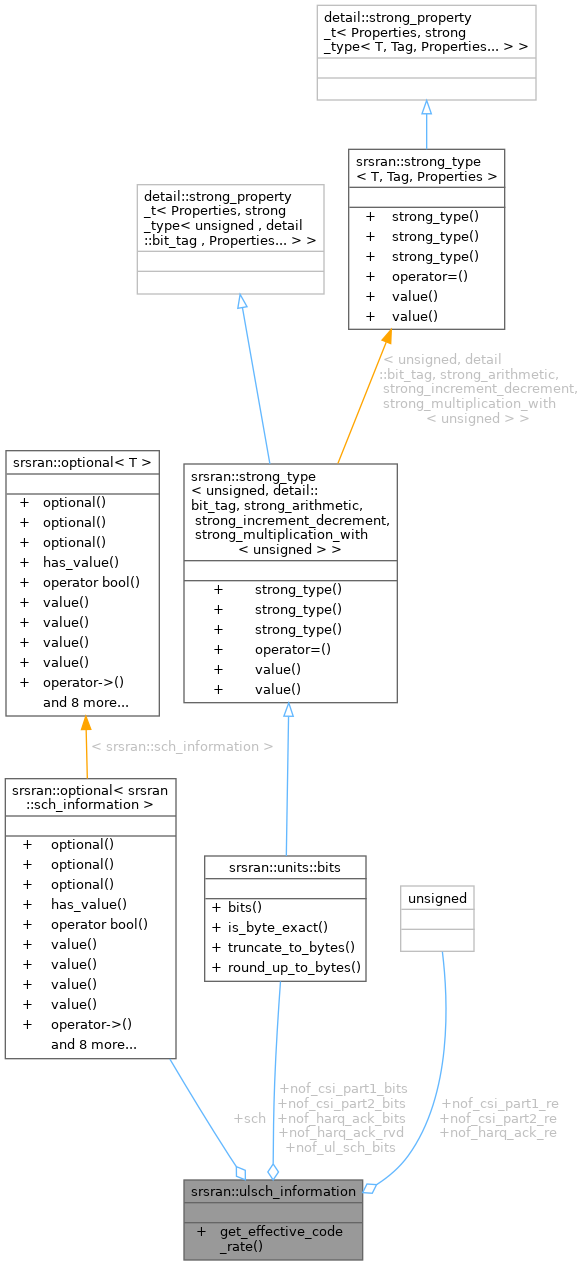 detail::strong_property
_t< Properties, strong
_type< T, Tag, Properties... > >
srsran::strong_type
< T, Tag, Properties >
+ strong_type()
+ strong_type()
+ strong_type()
+ operator=()
+ value()
+ value()
detail::strong_property
_t< Properties, strong
_type< unsigned , detail
::bit_tag , Properties... > >
< unsigned, detail
::bit_tag, strong_arithmetic,
strong_increment_decrement,
strong_multiplication_with
< unsigned > >
srsran::optional< T >
+ optional()
+ optional()
+ optional()
+ has_value()
+ operator bool()
+ value()
+ value()
+ value()
+ value()
+ operator->()
and 8 more...
srsran::strong_type
< unsigned, detail::
bit_tag, strong_arithmetic,
strong_increment_decrement,
strong_multiplication_with
< unsigned > >
+ strong_type()
+ strong_type()
+ strong_type()
+ operator=()
+ value()
+ value()
< srsran::sch_information >
srsran::optional< srsran
::sch_information >
+ optional()
+ optional()
+ optional()
+ has_value()
+ operator bool()
+ value()
+ value()
+ value()
+ value()
+ operator->()
and 8 more...
srsran::units::bits
+ bits()
+ is_byte_exact()
+ truncate_to_bytes()
+ round_up_to_bytes()
unsigned
+sch
+nof_csi_part1_bits
+nof_csi_part2_bits
+nof_harq_ack_bits
+nof_harq_ack_rvd
+nof_ul_sch_bits
+nof_csi_part1_re
+nof_csi_part2_re
+nof_harq_ack_re
srsran::ulsch_information
+ get_effective_code
_rate()